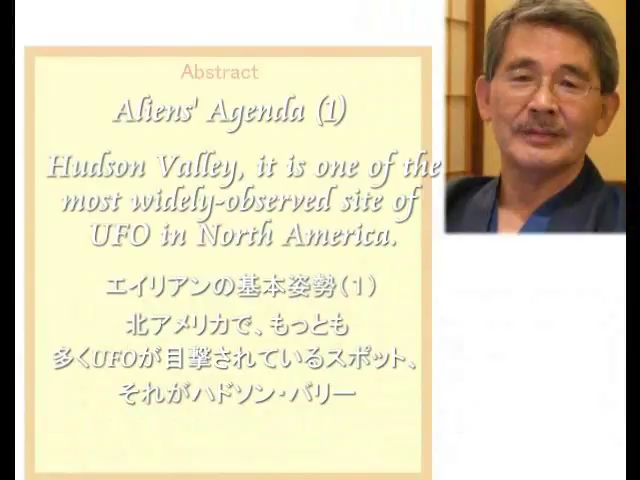 Abstract
Aliens' Agenda (1)
Hudson Valley, it is one of the
most widely-observed site of
UFO in North America.
エイリアンの基本姿勢（１）
北アメリカで、もっとも
多くUFOが目撃されているスポット、
それがハドソン・バリー